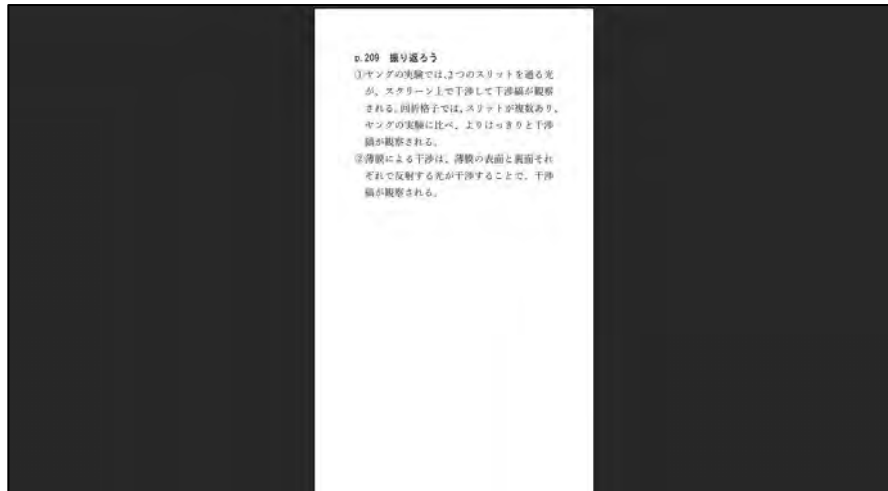 p.209 振り返ろう
①ヤングの実験では、2つのスリットを通る光
が、スクリーン上で干渉して干渉縞が観察
される。回折格子では、スリットが複数あり、
ヤングの実験に比べ、よりはっきりと干渉
縞が観察される。
②薄膜による干渉は、薄膜の表面と裏面それ
ぞれで反射する光が干渉することで、干渉
縞が観察される。